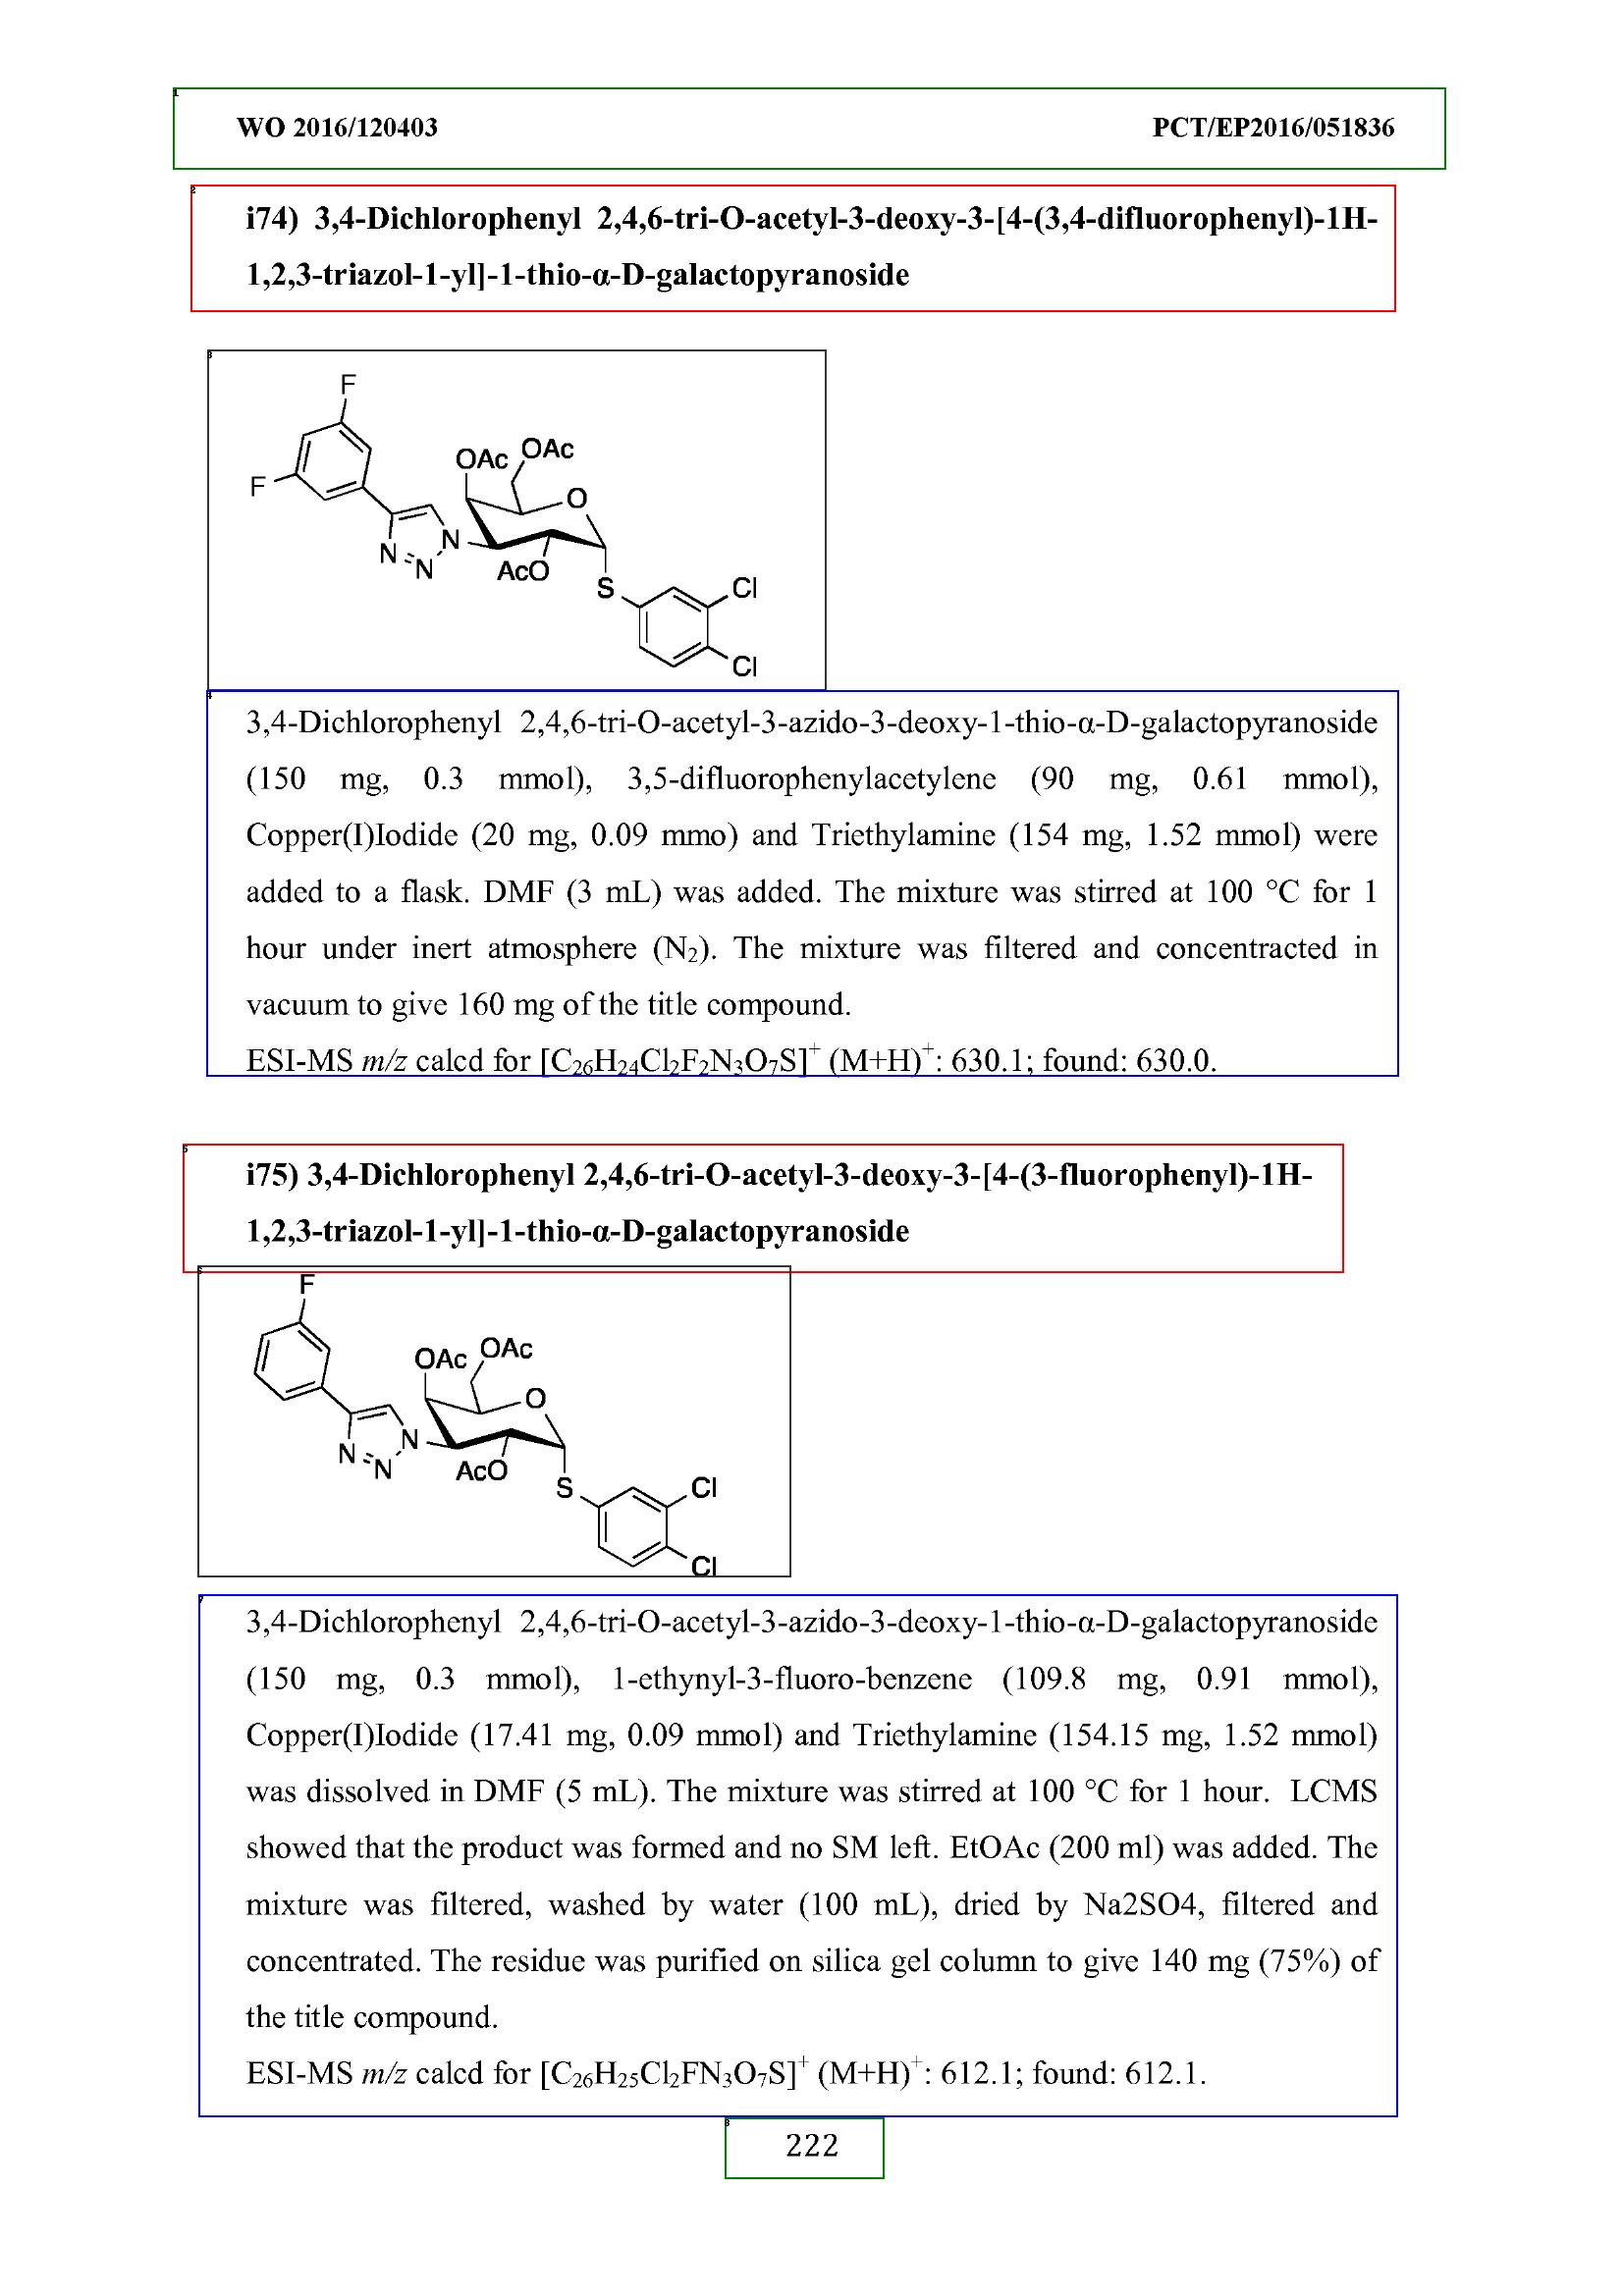 WO 2016/120403 PCT/EP2016/051836
i74) 3,4-Dichlorophenyl 2,4,6-tri-O-acetyl-3-deoxy-3-[4-(3,4-difluorophenyl)-1H-
1,2,3-triazol-1-yl]-1-thio-α-D-galactopyranoside
F
F
OAc
OAc
O
N
N
N
AcO
S
Cl
Cl
3,4-Dichlorophenyl 2,4,6-tri-O-acetyl-3-azido-3-deoxy-1-thio-α-D-galactopyranoside
(150 mg, 0.3 mmol), 3,5-difluorophenylacetylene (90 mg, 0.61 mmol),
Copper(I)Iodide (20 mg, 0.09 mmo) and Triethylamine (154 mg, 1.52 mmol) were
added to a flask. DMF (3 mL) was added. The mixture was stirred at 100 °C for 1
hour under inert atmosphere (N₂). The mixture was filtered and concentracted in
vacuum to give 160 mg of the title compound.
ESI-MS m/z calcd for [C₂₆H₂₄Cl₂F₂N₃O₇S]⁺ (M+H)⁺: 630.1; found: 630.0.
i75) 3,4-Dichlorophenyl 2,4,6-tri-O-acetyl-3-deoxy-3-[4-(3-fluorophenyl)-1H-
1,2,3-triazol-1-yl]-1-thio-α-D-galactopyranoside
F
OAc
OAc
O
N
N
N
AcO
S
Cl
Cl
3,4-Dichlorophenyl 2,4,6-tri-O-acetyl-3-azido-3-deoxy-1-thio-α-D-galactopyranoside
(150 mg, 0.3 mmol), 1-ethynyl-3-fluoro-benzene (109.8 mg, 0.91 mmol),
Copper(I)Iodide (17.41 mg, 0.09 mmol) and Triethylamine (154.15 mg, 1.52 mmol)
was dissolved in DMF (5 mL). The mixture was stirred at 100 °C for 1 hour. LCMS
showed that the product was formed and no SM left. EtOAc (200 ml) was added. The
mixture was filtered, washed by water (100 mL), dried by Na2SO4, filtered and
concentrated. The residue was purified on silica gel column to give 140 mg (75%) of
the title compound.
ESI-MS m/z calcd for [C₂₆H₂₅Cl₂FN₃O₇S]⁺ (M+H)⁺: 612.1; found: 612.1.
222